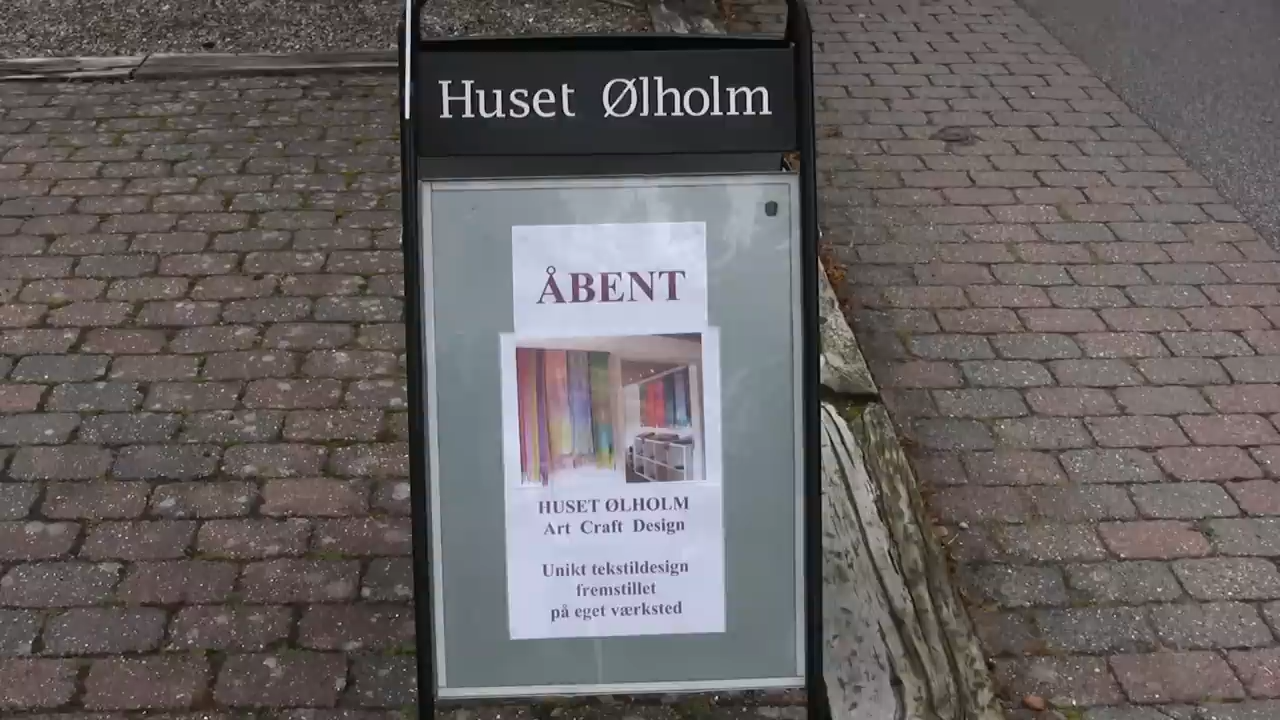 Huset Ølholm
ÅBENT
HUSET ØLHOLM
Art Craft Design
Unikt tekstildesign
fremstillet
på eget værksted